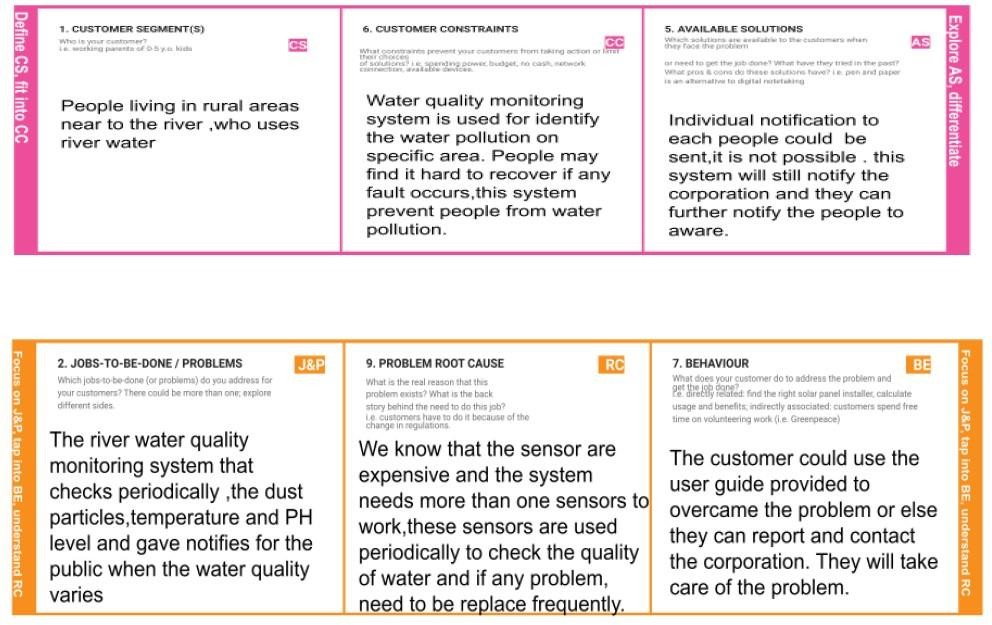 Define CS, fit into CC
1. CUSTOMER SEGMENT(S)
Who is your customer?
i.e. working parents of 0-5 y.o. kids
CS
People living in rural areas
near to the river ,who uses
river water
6. CUSTOMER CONSTRAINTS
CC
What constraints prevent your customers from taking action or limit
their choices
of solutions? i.e. spending power, budget, no cash, network
connection, available devices.
Water quality monitoring
system is used for identify
the water pollution on
specific area. People may
find it hard to recover if any
fault occurs,this system
prevent people from water
pollution.
5. AVAILABLE SOLUTIONS
AS
Which solutions are available to the customers when
they face the problem
or need to get the job done? What have they tried in the past?
What pros & cons do these solutions have? i.e. pen and paper
is an alternative to digital notetaking
Individual notification to
each people could be
sent,it is not possible . this
system will still notify the
corporation and they can
further notify the people to
aware.
Explore AS, differentiate
Focus on J&P, tap into BE, understand RC
2. JOBS-TO-BE-DONE / PROBLEMS
J&P
Which jobs-to-be-done (or problems) do you address for
your customers? There could be more than one; explore
different sides.
The river water quality
monitoring system that
checks periodically ,the dust
particles,temperature and PH
level and gave notifies for the
public when the water quality
varies
9. PROBLEM ROOT CAUSE
RC
What is the real reason that this
problem exists? What is the back
story behind the need to do this job?
i.e. customers have to do it because of the
change in regulations.
We know that the sensor are
expensive and the system
needs more than one sensors to
work,these sensors are used
periodically to check the quality
of water and if any problem,
need to be replace frequently.
7. BEHAVIOUR
BE
What does your customer do to address the problem and
get the job done?
i.e. directly related: find the right solar panel installer, calculate
usage and benefits; indirectly associated: customers spend free
time on volunteering work (i.e. Greenpeace)
The customer could use the
user guide provided to
overcame the problem or else
they can report and contact
the corporation. They will take
care of the problem.
Focus on J&P, tap into BE, understand RC